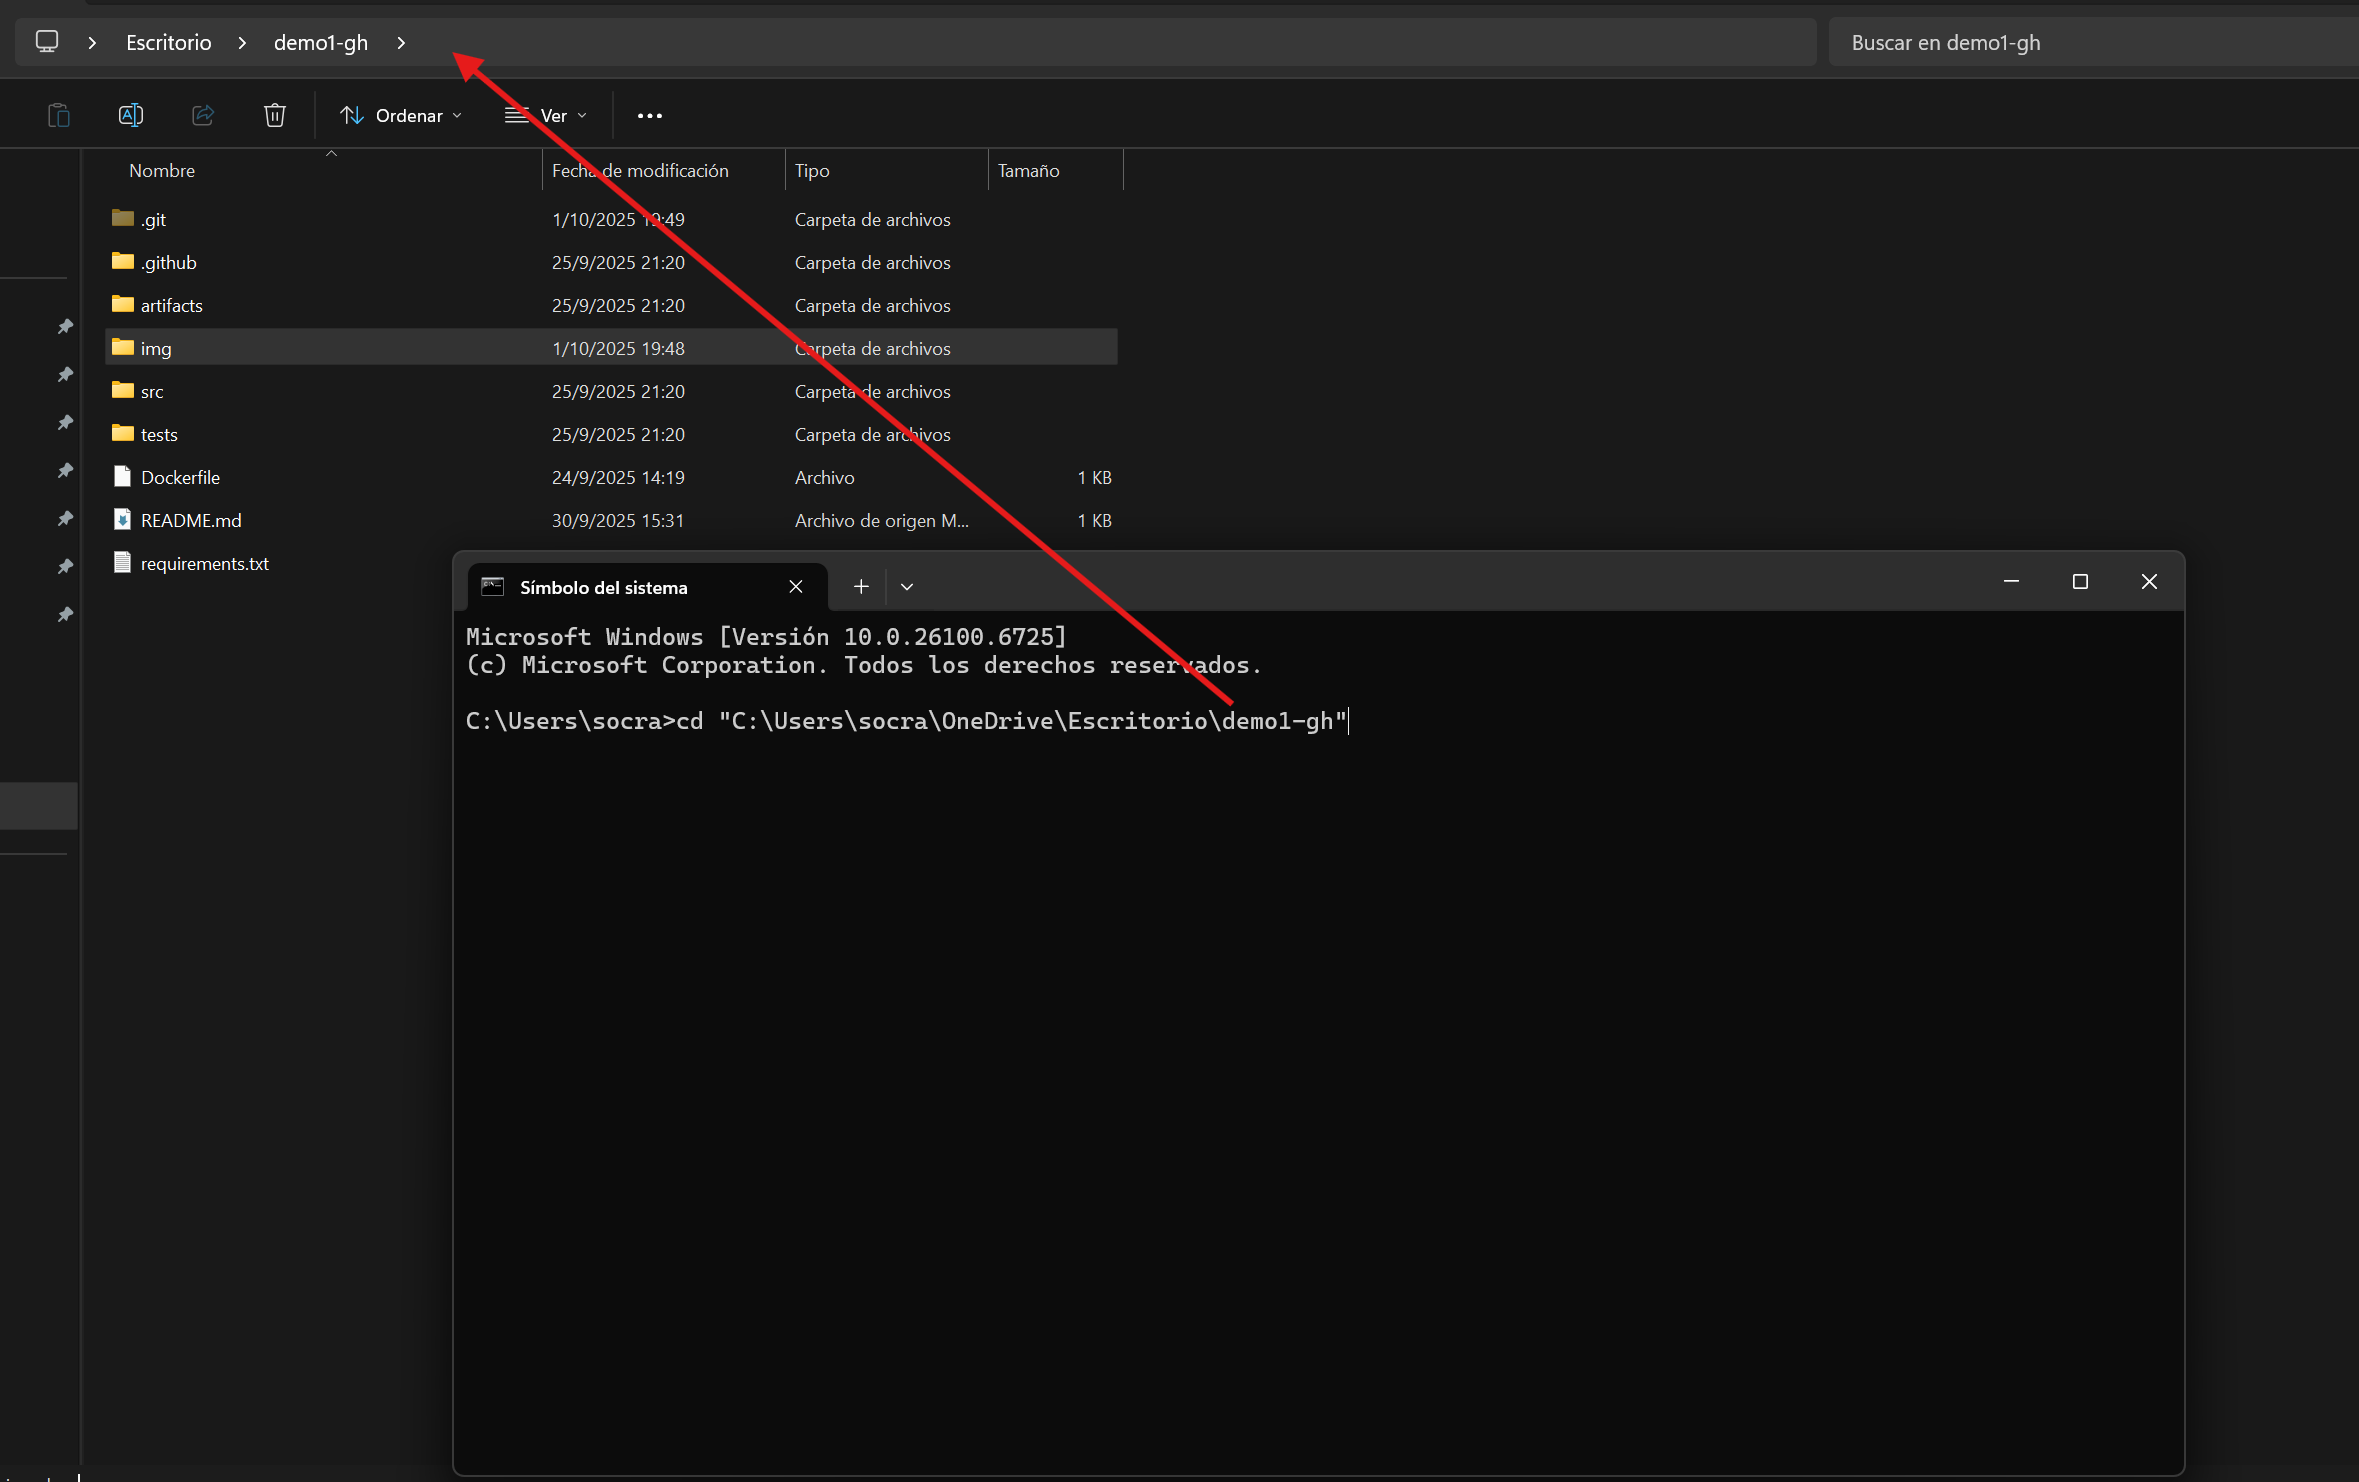 Escritorio demo1-gh
Buscar en demo1-gh
Ordenar Ver
Nombre Fecha de modificación Tipo Tamaño
.git 1/10/2025 19:49 Carpeta de archivos
.github 25/9/2025 21:20 Carpeta de archivos
artifacts 25/9/2025 21:20 Carpeta de archivos
img 1/10/2025 19:48 Carpeta de archivos
src 25/9/2025 21:20 Carpeta de archivos
tests 25/9/2025 21:20 Carpeta de archivos
Dockerfile 24/9/2025 14:19 Archivo 1 KB
README.md 30/9/2025 15:31 Archivo de origen M... 1 KB
requirements.txt
Símbolo del sistema
Microsoft Windows [Versión 10.0.26100.6725]
(c) Microsoft Corporation. Todos los derechos reservados.
C:\Users\socra>cd "C:\Users\socra\OneDrive\Escritorio\demo1-gh"